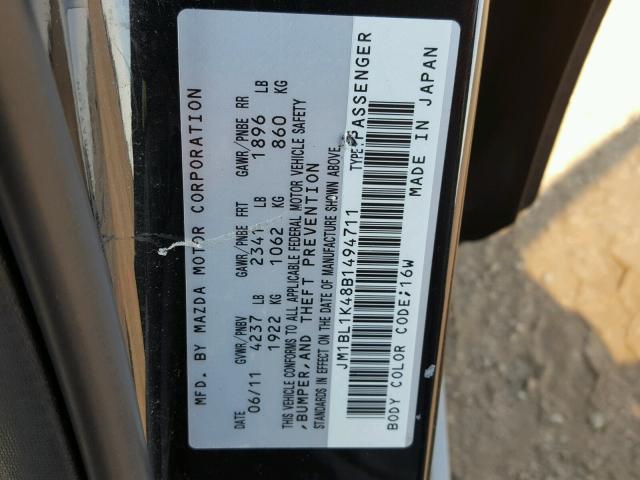 MFD. BY MAZDA MOTOR CORPORATION
DATE GVWR/PNBV GAWR/PNBE FRT GAWR/PNBE RR
06/11 4237 LB 2341 LB 1896 LB
1922 KG 1062 KG 860 KG
THIS VEHICLE CONFORMS TO ALL APPLICABLE FEDERAL MOTOR VEHICLE SAFETY
,BUMPER,AND THEFT PREVENTION
STANDARDS IN EFFECT ON THE DATE OF MANUFACTURE SHOWN ABOVE.
JM1BL1K48B1494711 TYPE: PASSENGER
BODY COLOR CODE;16W MADE IN JAPAN